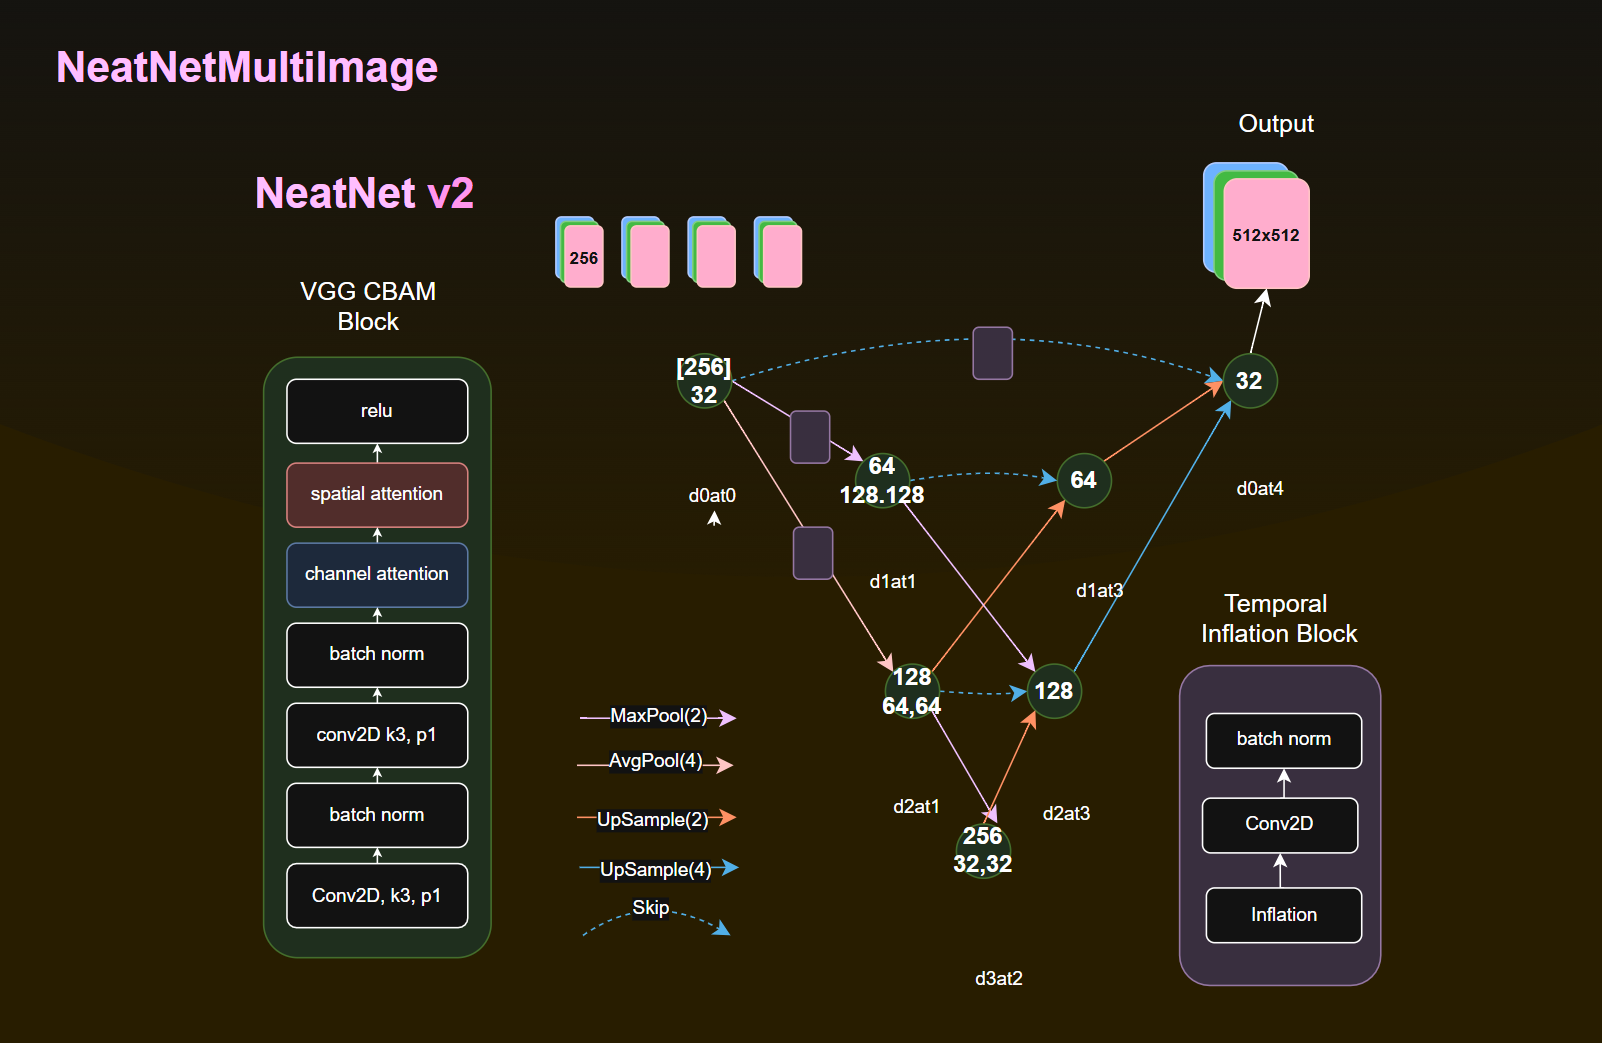 NeatNetMultiImage
Output
NeatNet v2
512x512
256
VGG CBAM
Block
relu
spatial attention
channel attention
batch norm
conv2D k3, p1
batch norm
Conv2D, k3, p1
[256]
32
32
64
128.128
64
d0at0
d0at4
d1at1
d1at3
128
64,64
128
d2at1
d2at3
256
32,32
d3at2
MaxPool(2)
AvgPool(4)
UpSample(2)
UpSample(4)
Skip
Temporal
Inflation Block
batch norm
Conv2D
Inflation